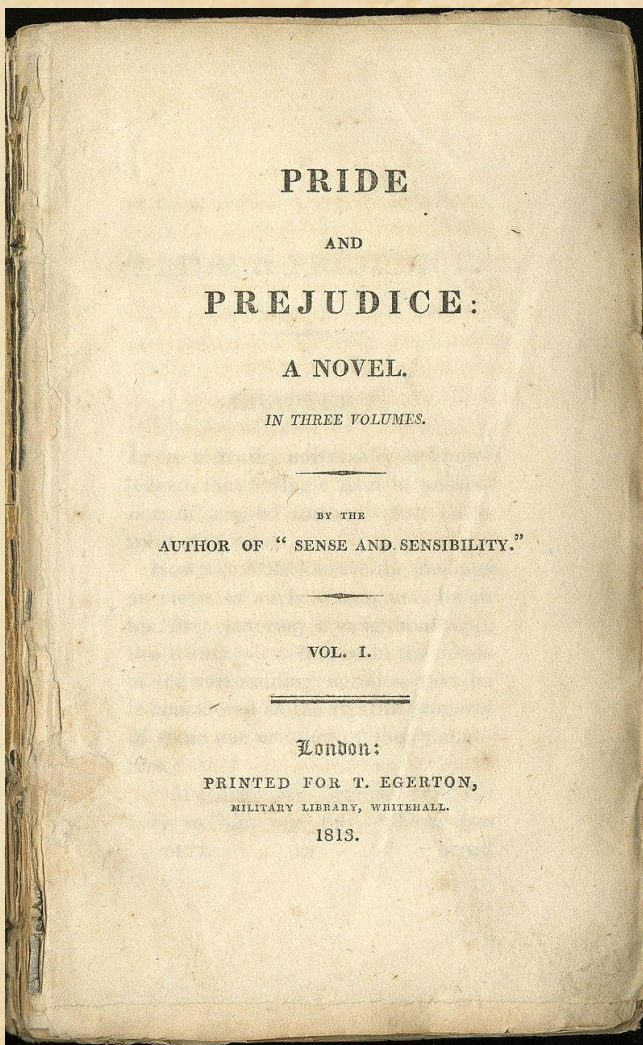 PRIDE
AND
PREJUDICE:
A NOVEL.
IN THREE VOLUMES.
BY THE
AUTHOR OF “ SENSE AND SENSIBILITY.”
VOL. I.
London:
PRINTED FOR T. EGERTON,
MILITARY LIBRARY, WHITEHALL.
1813.